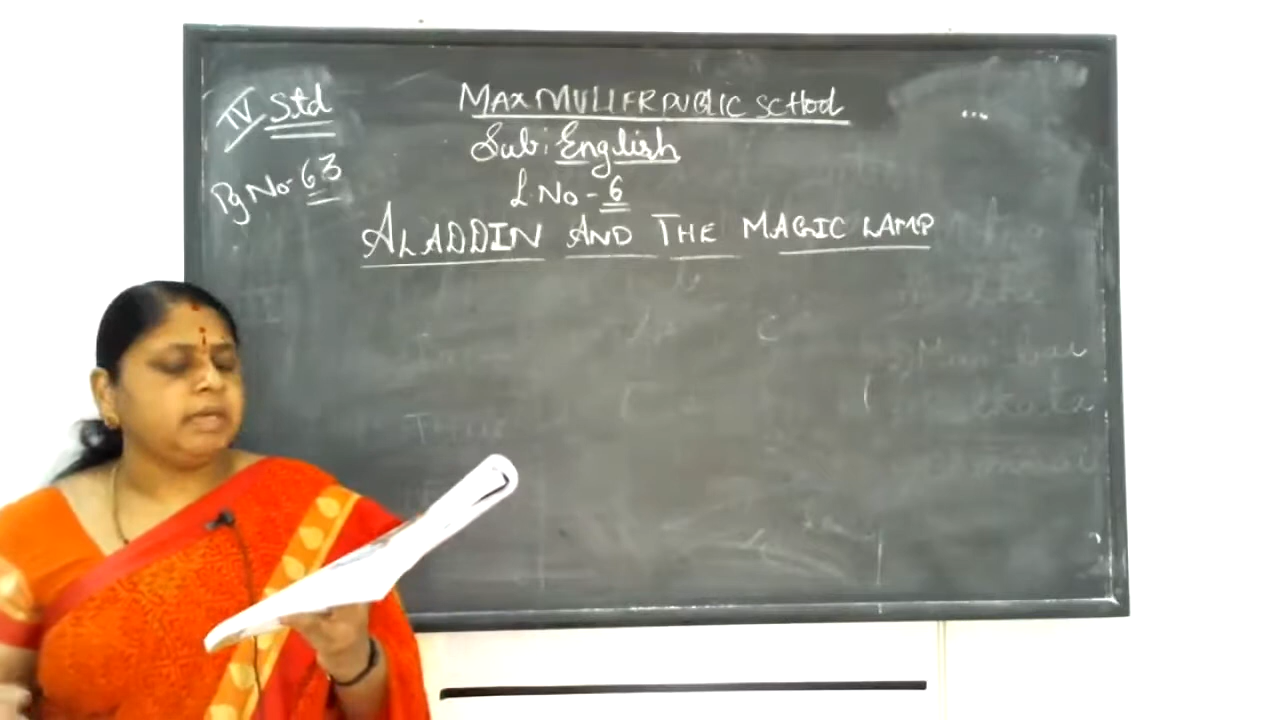 IV Std
Pg No- 63
MAX MULLER PUBLIC SCHOOL
Sub: English
L.No - 6
ALADDIN AND THE MAGIC LAMP